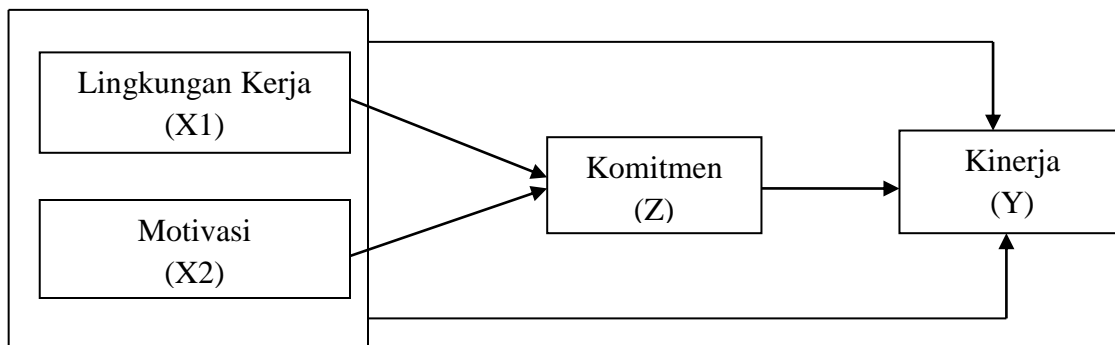 Lingkungan Kerja
(X1)
Motivasi
(X2)
Komitmen
(Z)
Kinerja
(Y)